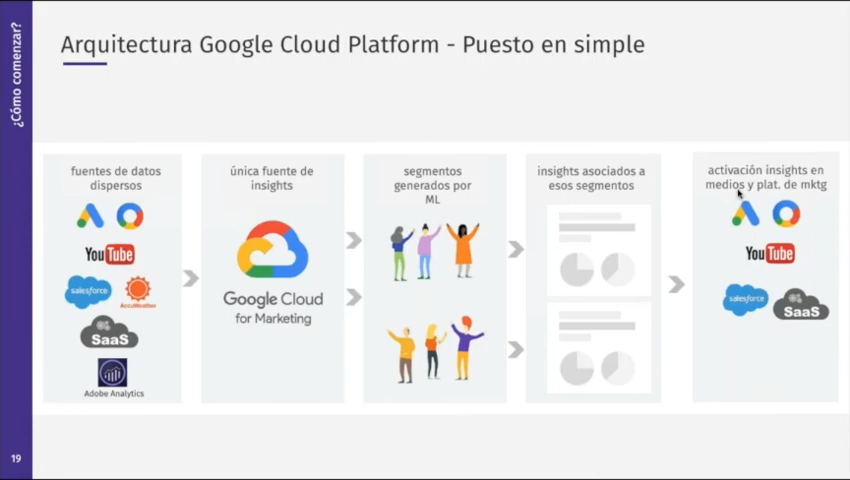 ¿Cómo comenzar?
Arquitectura Google Cloud Platform - Puesto en simple
fuentes de datos
dispersos
YouTube
salesforce
AccuWeather
SaaS
Adobe Analytics
única fuente de
insights
Google Cloud
for Marketing
segmentos
generados por
ML
insights asociados a
esos segmentos
activación insights en
medios y plat. de mktg
YouTube
salesforce
SaaS
19